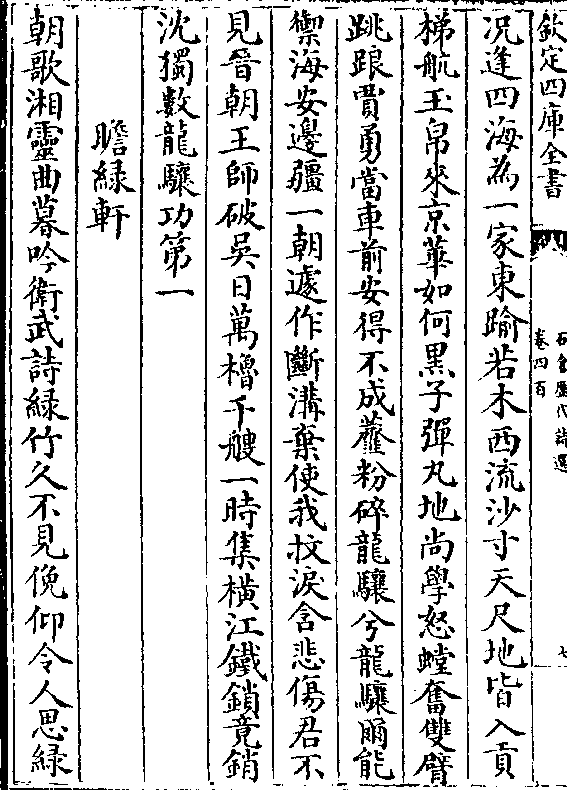 欽定四庫全書
石倉歷代詩選
卷四百
七
况逢四海為一家東踰若木西流沙寸天尺地皆入貢
梯航玉帛來京華如何黑子彈丸地尚學怒螳奮雙臂
跳踉賈勇當車前安得不成虀粉碎龍驤兮龍驤爾能
禦海安邊疆一朝遽作斷溝棄使我抆淚含悲傷君不
見晉朝王師破吳日萬櫓千艘一時集橫江鐵鎖竟銷
沈獨數龍驤功第一
瞻緑軒
朝歌湘靈曲暮吟衛武詩緑竹久不見俛仰令人思緑